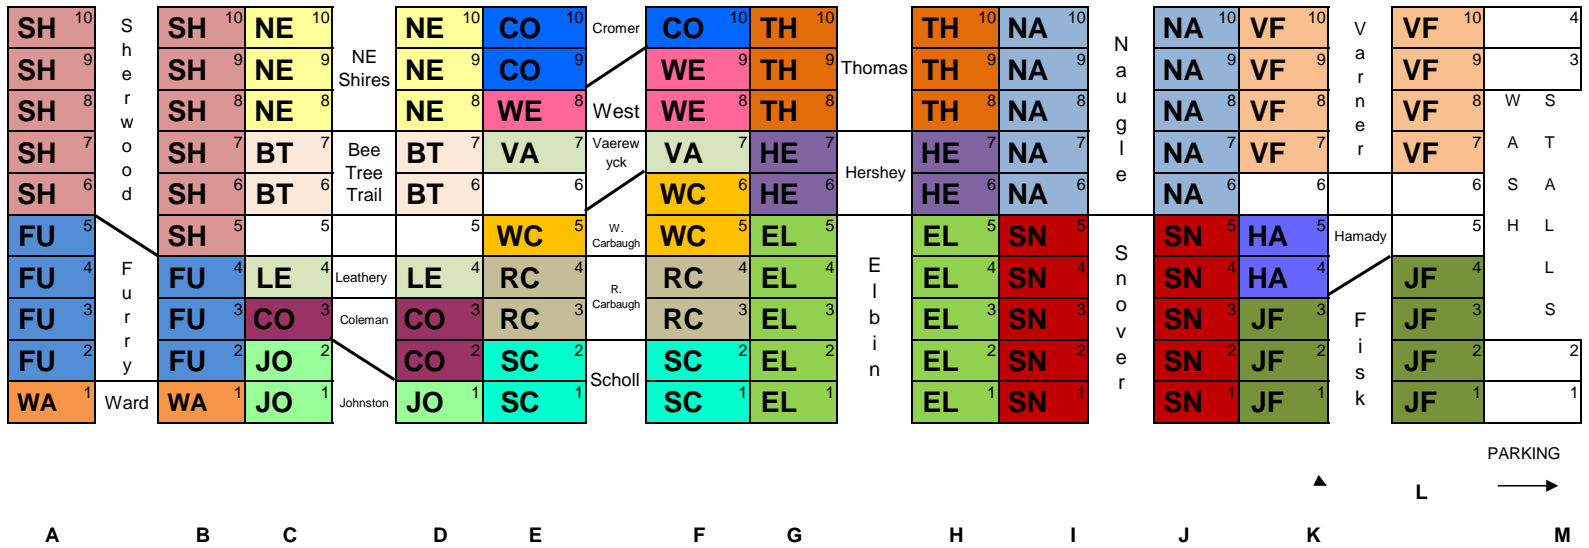 SH 10 Sherwood SH 10 NE 10 NE 10 CO 10 Cromer CO 10 TH 10 TH 10 NA 10 Naugle NA 10 VF 10 Varner VF 10 4
SH 9 SH 9 NE 9 NE Shires NE 9 CO 9 WE 9 TH 9 Thomas TH 9 NA 9 NA 9 VF 9 VF 9 3
SH 8 SH 8 NE 8 NE 8 WE 8 West WE 8 TH 8 TH 8 NA 8 NA 8 VF 8 VF 8 WASH STALLS
SH 7 SH 7 BT 7 Bee Tree Trail BT 7 VA 7 Vaerewyck VA 7 HE 7 Hershey HE 7 NA 7 NA 7 VF 7 VF 7
SH 6 SH 6 BT 6 BT 6 6 WC 6 HE 6 HE 6 NA 6 NA 6 6 6
FU 5 Furry SH 5 5 5 WC 5 W. Carbaugh WC 5 EL 5 Elbin EL 5 SN 5 Snover SN 5 HA 5 Hamady 5
FU 4 FU 4 LE 4 Leathery LE 4 RC 4 R. Carbaugh RC 4 EL 4 EL 4 SN 4 SN 4 HA 4 Fisk JF 4
FU 3 FU 3 CO 3 Coleman CO 3 RC 3 RC 3 EL 3 EL 3 SN 3 SN 3 JF 3 JF 3
FU 2 FU 2 JO 2 CO 2 SC 2 Scholl SC 2 EL 2 EL 2 SN 2 SN 2 JF 2 JF 2 2
WA 1 Ward WA 1 JO 1 Johnston JO 1 SC 1 SC 1 EL 1 EL 1 SN 1 SN 1 JF 1 JF 1 1
PARKING
L
A B C D E F G H I J K M